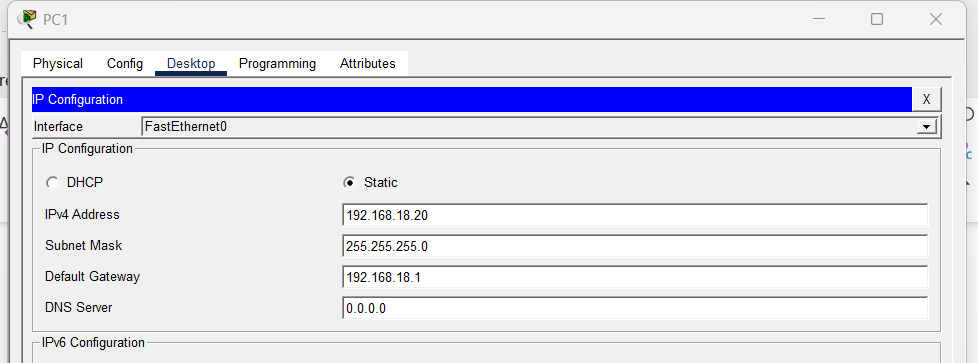 PC1
Physical Config Desktop Programming Attributes
IP Configuration X
Interface FastEthernet0
IP Configuration
DHCP Static
IPv4 Address 192.168.18.20
Subnet Mask 255.255.255.0
Default Gateway 192.168.18.1
DNS Server 0.0.0.0
IPv6 Configuration